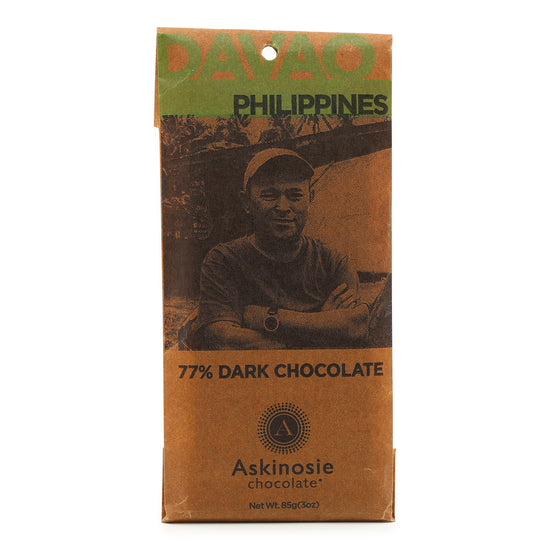 DAVAO
PHILIPPINES
77% DARK CHOCOLATE
A
Askinosie
chocolate®
Net Wt. 85g(3oz)